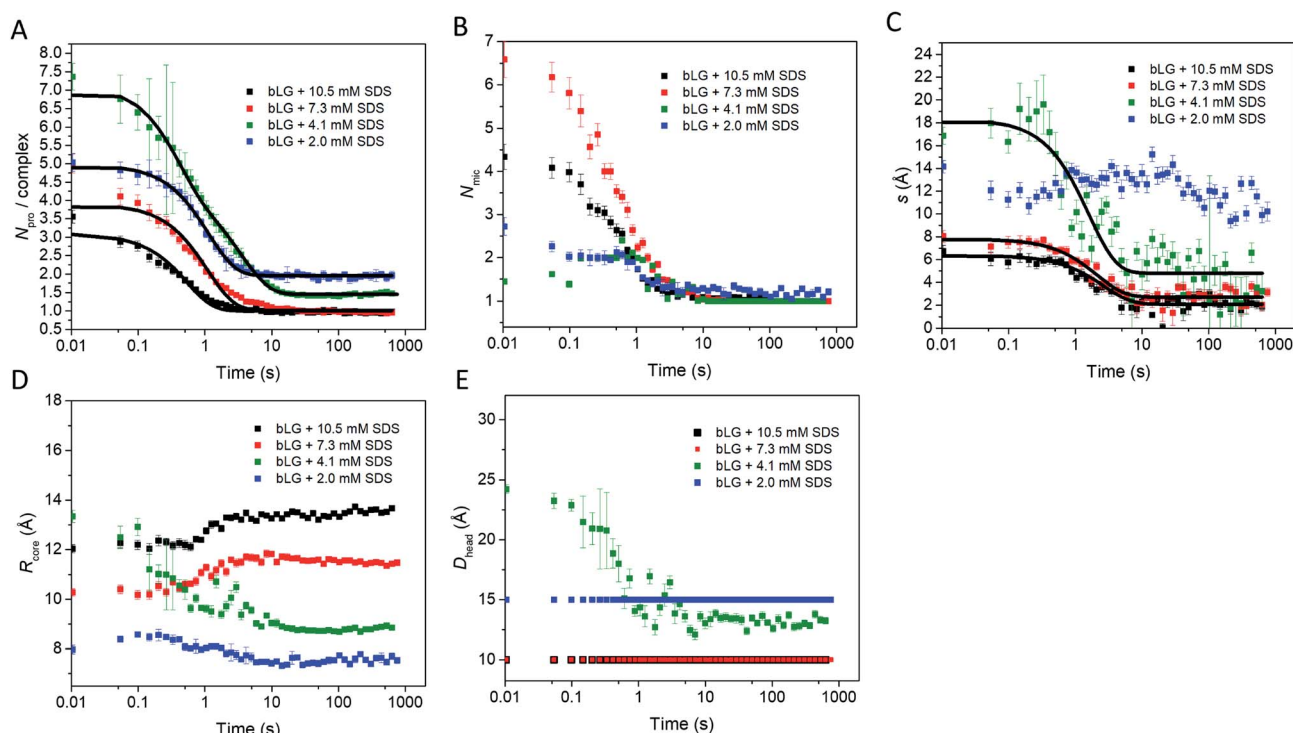 A
8.0
7.5
7.0
6.5
6.0
5.5
5.0
4.5
4.0
3.5
3.0
2.5
2.0
1.5
1.0
0.5
N_pro / complex
bLG + 10.5 mM SDS
bLG + 7.3 mM SDS
bLG + 4.1 mM SDS
bLG + 2.0 mM SDS
0.01 0.1 1 10 100 1000
Time (s)
B
7
6
5
4
3
2
1
N_mic
bLG + 10.5 mM SDS
bLG + 7.3 mM SDS
bLG + 4.1 mM SDS
bLG + 2.0 mM SDS
0.01 0.1 1 10 100 1000
Time (s)
C
24
22
20
18
16
14
12
10
8
6
4
2
0
s (Å)
bLG + 10.5 mM SDS
bLG + 7.3 mM SDS
bLG + 4.1 mM SDS
bLG + 2.0 mM SDS
0.01 0.1 1 10 100 1000
Time (s)
D
18
16
14
12
10
8
R_core (Å)
bLG + 10.5 mM SDS
bLG + 7.3 mM SDS
bLG + 4.1 mM SDS
bLG + 2.0 mM SDS
0.01 0.1 1 10 100 1000
Time (s)
E
30
25
20
15
10
D_head (Å)
bLG + 10.5 mM SDS
bLG + 7.3 mM SDS
bLG + 4.1 mM SDS
bLG + 2.0 mM SDS
0.01 0.1 1 10 100 1000
Time (s)